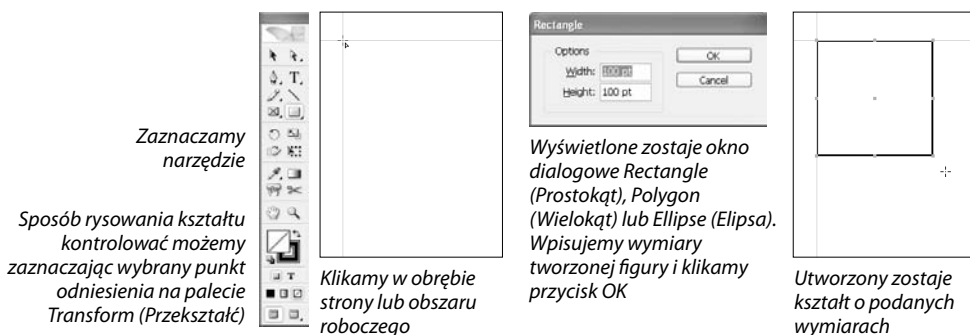 Zaznaczamy
narzędzie
Sposób rysowania kształtu
kontrolować możemy
zaznaczając wybrany punkt
odniesienia na palecie
Transform (Przekształć)
T
T
Klikamy w obrębie
strony lub obszaru
roboczego
Rectangle
Options
Width: 100 pt
Height: 100 pt
OK
Cancel
Wyświetlone zostaje okno
dialogowe Rectangle
(Prostokąt), Polygon
(Wielokąt) lub Ellipse (Elipsa).
Wpisujemy wymiary
tworzonej figury i klikamy
przycisk OK
Utworzony zostaje
kształt o podanych
wymiarach